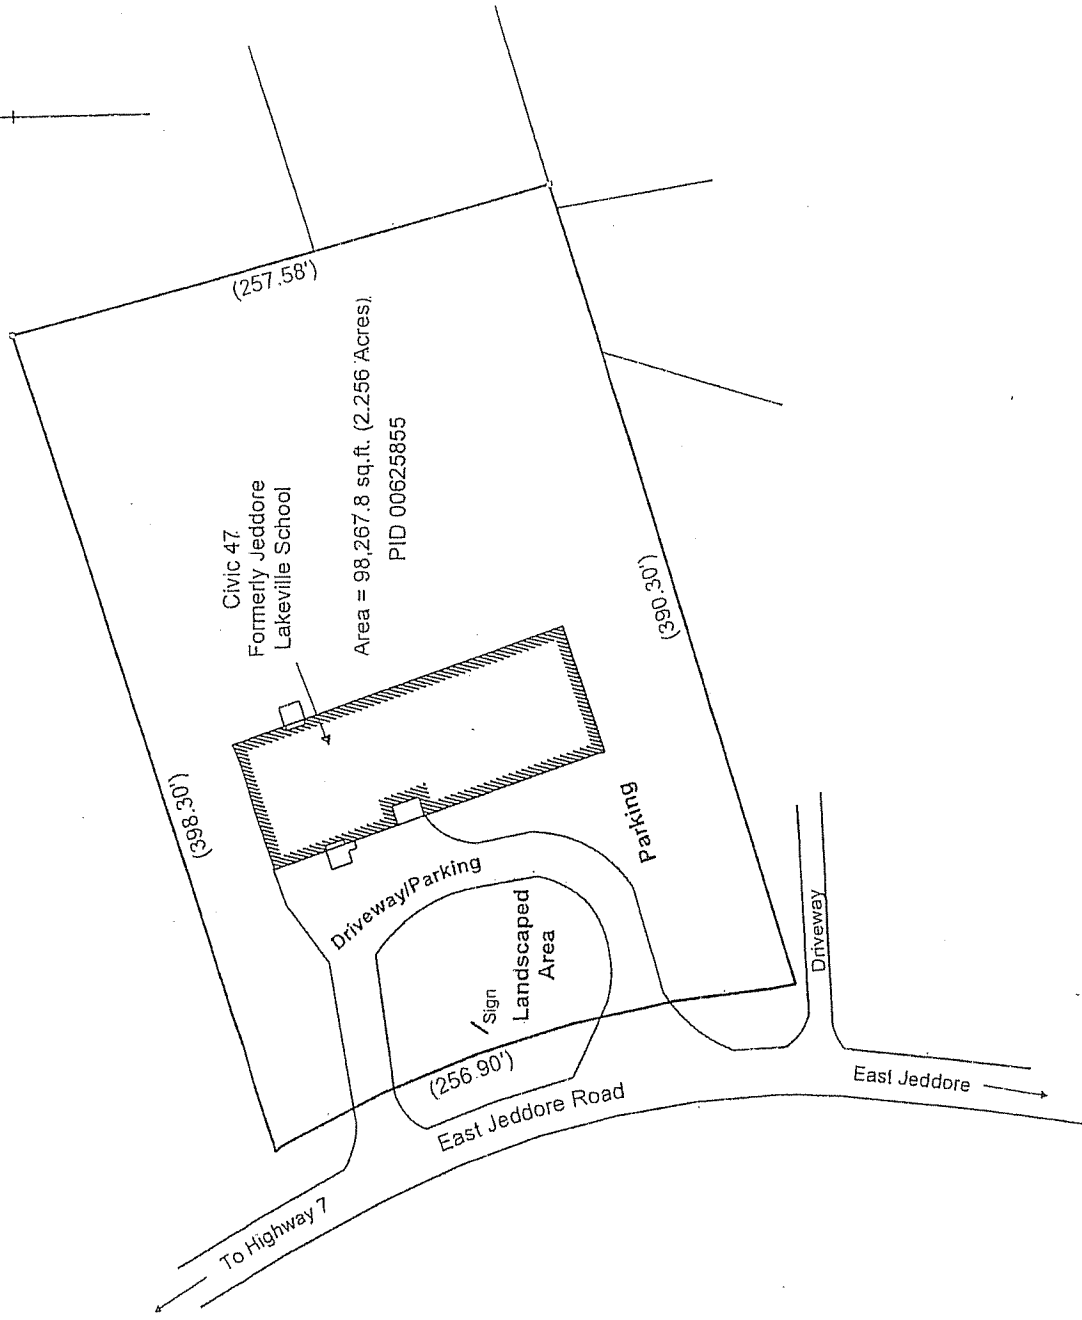 (257.58')
Civic 47
Formerly Jeddore
Lakeville School
Area = 98,267.8 sq.ft. (2.256 Acres)
PID 00625855
(390.30')
(398.30')
Parking
Driveway/Parking
Landscaped
Area
Sign
Driveway
(256.90')
East Jeddore Road
East Jeddore
To Highway 7